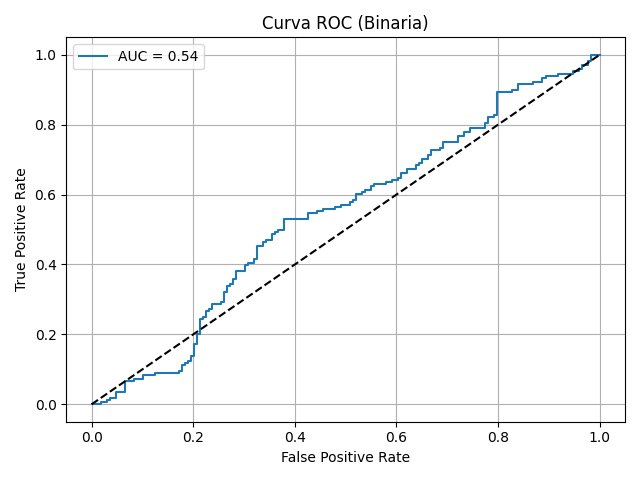 Curva ROC (Binaria)
AUC = 0.54
True Positive Rate
1.0
0.8
0.6
0.4
0.2
0.0
0.0 0.2 0.4 0.6 0.8 1.0
False Positive Rate